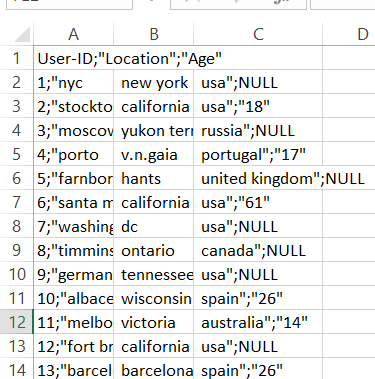 A B C D
1 User-ID;"Location";"Age"
2 1;"nyc new york usa";NULL
3 2;"stockto california usa";"18"
4 3;"moscow yukon terr russia";NULL
5 4;"porto v.n.gaia portugal";"17"
6 5;"farnbor hants united kingdom";NULL
7 6;"santa m california usa";"61"
8 7;"washing dc usa";NULL
9 8;"timmins ontario canada";NULL
10 9;"german tennessee usa";NULL
11 10;"albace wisconsin spain";"26"
12 11;"melbo victoria australia";"14"
13 12;"fort br california usa";NULL
14 13;"barcel barcelona spain";"26"